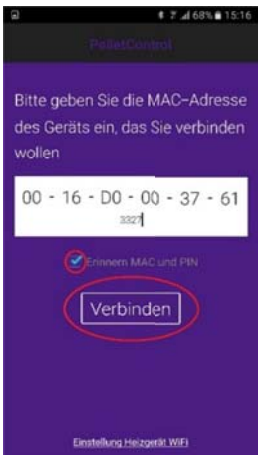 68% 15:16
PelletControl
Bitte geben Sie die MAC-Adresse
des Geräts ein, das Sie verbinden
wollen
00 - 16 - D0 - 00 - 37 - 61
3327
Erinnern MAC und PIN
Verbinden
Einstellung Heizgerät WiFi